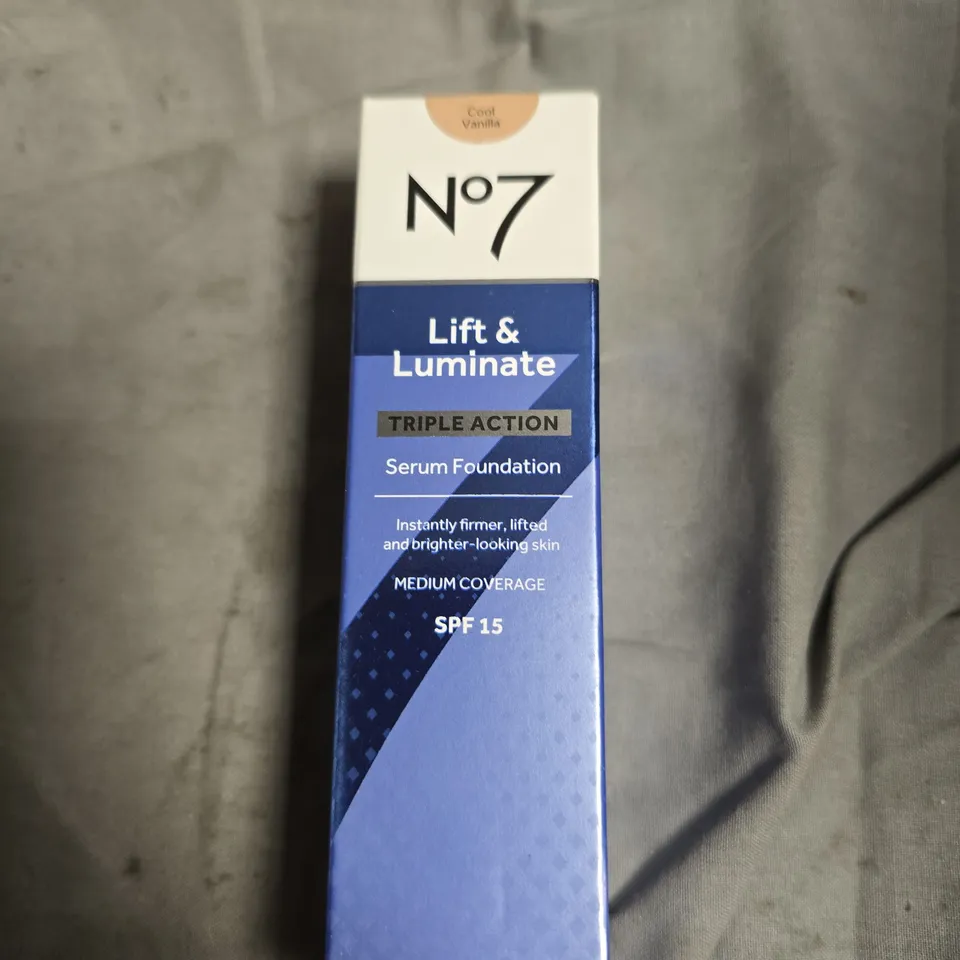 Cool
Vanilla
Nº7
Lift &
Luminate
TRIPLE ACTION
Serum Foundation
Instantly firmer, lifted
and brighter-looking skin
MEDIUM COVERAGE
SPF 15